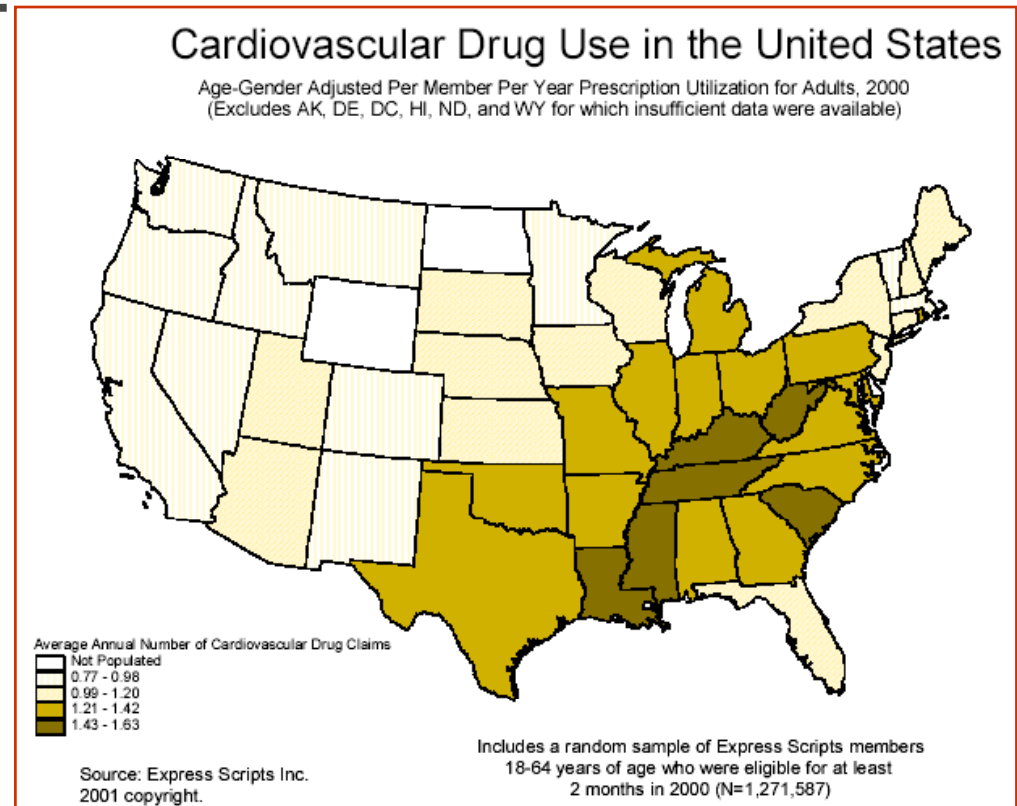 Cardiovascular Drug Use in the United States
Age-Gender Adjusted Per Member Per Year Prescription Utilization for Adults, 2000
(Excludes AK, DE, DC, HI, ND, and WY for which insufficient data were available)
Average Annual Number of Cardiovascular Drug Claims
Not Populated
0.77 - 0.98
0.99 - 1.20
1.21 - 1.42
1.43 - 1.63
Source: Express Scripts Inc.
2001 copyright.
Includes a random sample of Express Scripts members
18-64 years of age who were eligible for at least
2 months in 2000 (N=1,271,587)